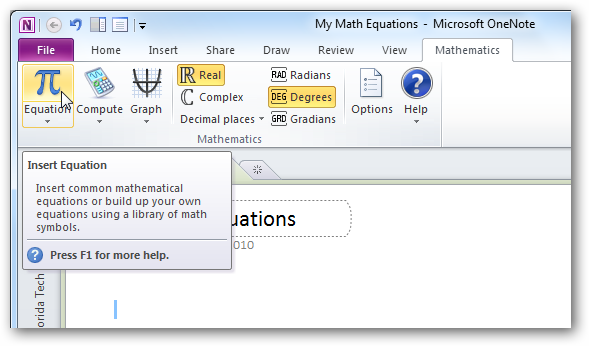 My Math Equations - Microsoft OneNote
File Home Insert Share Draw Review View Mathematics
Equation Compute Graph
Real
Complex
Decimal places
RAD Radians
DEG Degrees
GRD Gradians
Options Help
Mathematics
Insert Equation
Insert common mathematical
equations or build up your own
equations using a library of math
symbols.
Press F1 for more help.
uations
010
orida Tech